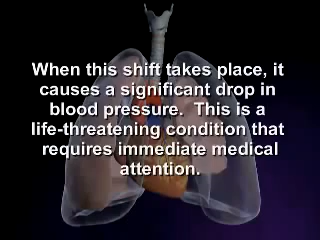 When this shift takes place, it
causes a significant drop in
blood pressure.  This is a
life-threatening condition that
requires immediate medical
attention.